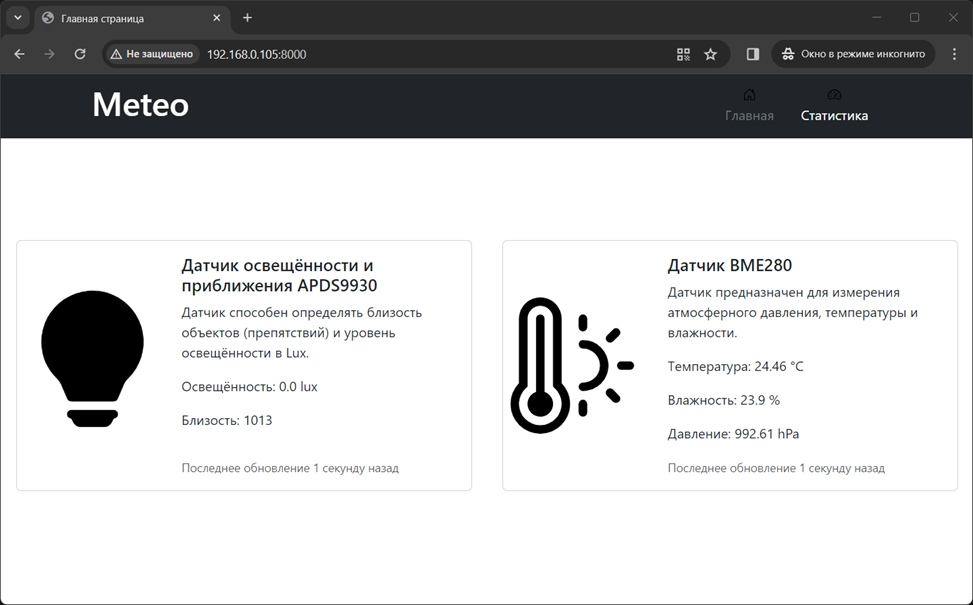 Главная страница
Не защищено
192.168.0.105:8000
Окно в режиме инкогнито
Meteo
Главная
Статистика
Датчик освещённости и
приближения APDS9930
Датчик способен определять близость
объектов (препятствий) и уровень
освещённости в Lux.
Освещённость: 0.0 lux
Близость: 1013
Последнее обновление 1 секунду назад
Датчик BME280
Датчик предназначен для измерения
атмосферного давления, температуры и
влажности.
Температура: 24.46 °C
Влажность: 23.9 %
Давление: 992.61 hPa
Последнее обновление 1 секунду назад